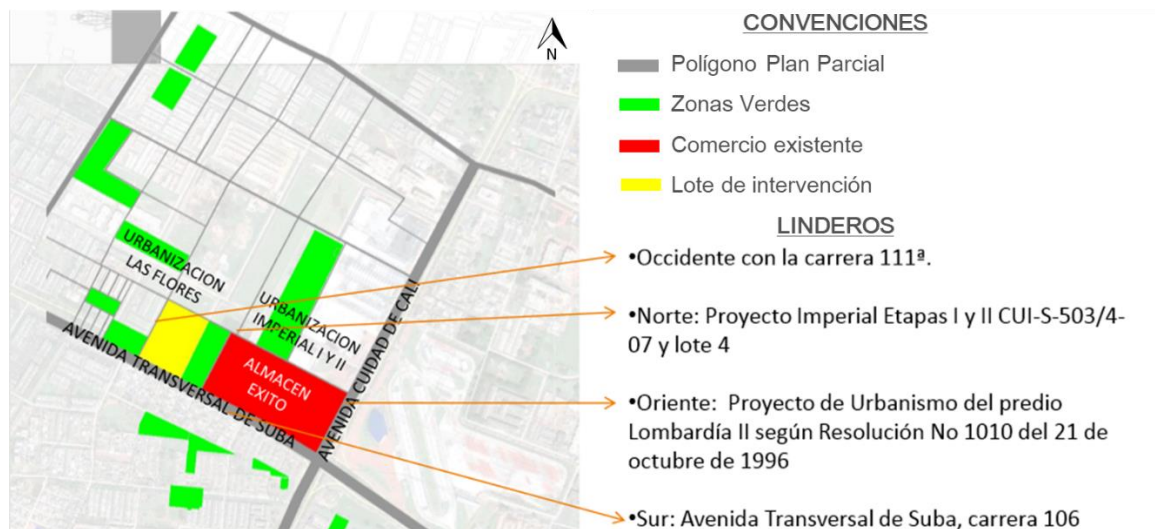 N
CONVENCIONES
Polígono Plan Parcial
Zonas Verdes
Comercio existente
Lote de intervención
LINDEROS
•Occidente con la carrera 111ª.
•Norte: Proyecto Imperial Etapas I y II CUI-S-503/4-
07 y lote 4
•Oriente:  Proyecto de Urbanismo del predio
Lombardía II según Resolución No 1010 del 21 de
octubre de 1996
•Sur: Avenida Transversal de Suba, carrera 106
URBANIZACION
LAS FLORES
URBANIZACION
IMPERIAL I Y II
ALMACEN
EXITO
AVENIDA TRANSVERSAL DE SUBA
AVENIDA CUIDAD DE CALI